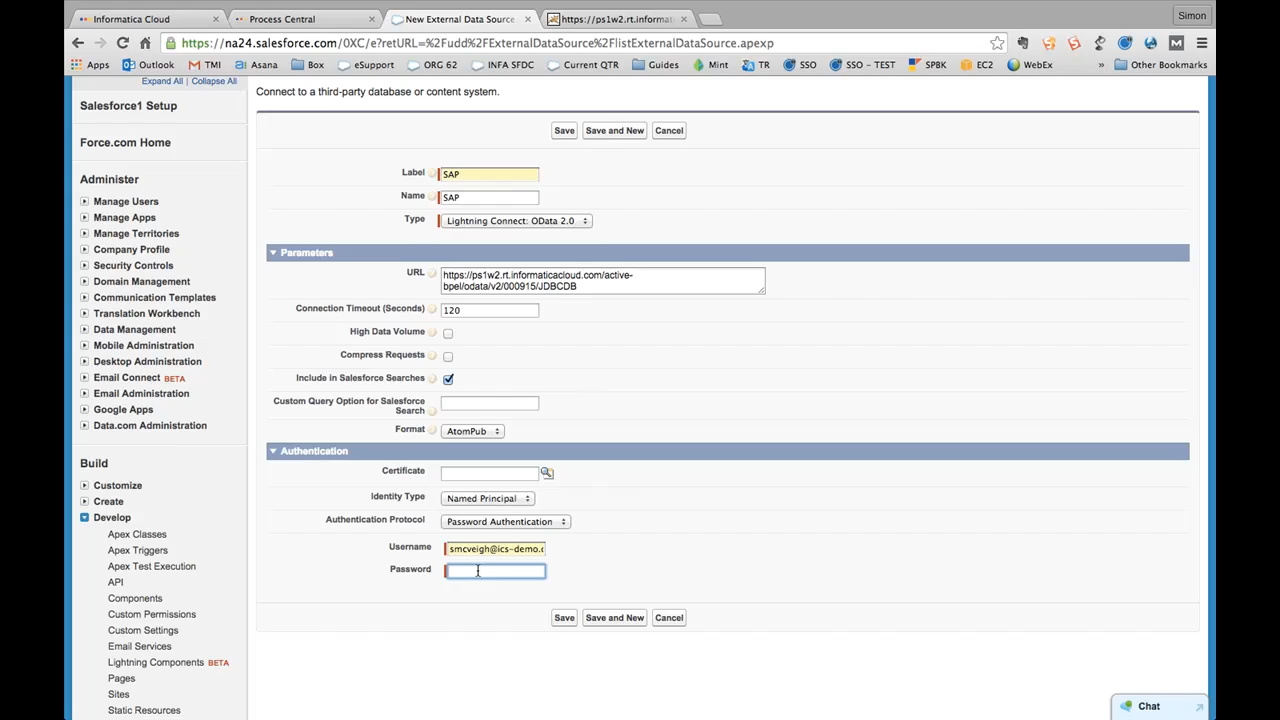 Informatica Cloud
Process Central
New External Data Source
https://ps1w2.rt.informati
Simon
https://na24.salesforce.com/0XC/e?retURL=%2Fudd%2FExternalDataSource%2FlistExternalDataSource.apexp
Apps
Outlook
TMI
Asana
Box
eSupport
ORG 62
INFA SFDC
Current QTR
Guides
Mint
TR
SSO
SSO - TEST
SPBK
EC2
WebEx
»
Other Bookmarks
Expand All | Collapse All
Salesforce1 Setup
Force.com Home
Administer
Manage Users
Manage Apps
Manage Territories
Company Profile
Security Controls
Domain Management
Communication Templates
Translation Workbench
Data Management
Mobile Administration
Desktop Administration
Email Connect BETA
Email Administration
Google Apps
Data.com Administration
Build
Customize
Create
Develop
Apex Classes
Apex Triggers
Apex Test Execution
API
Components
Custom Permissions
Custom Settings
Email Services
Lightning Components BETA
Pages
Sites
Static Resources
Connect to a third-party database or content system.
Save
Save and New
Cancel
Label
SAP
Name
SAP
Type
Lightning Connect: OData 2.0
Parameters
URL
https://ps1w2.rt.informaticacloud.com/active-
bpel/odata/v2/000915/JDBCDB
Connection Timeout (Seconds)
120
High Data Volume
Compress Requests
Include in Salesforce Searches
Custom Query Option for Salesforce
Search
Format
AtomPub
Authentication
Certificate
Identity Type
Named Principal
Authentication Protocol
Password Authentication
Username
smcveigh@ics-demo.c
Password
Save
Save and New
Cancel
Chat